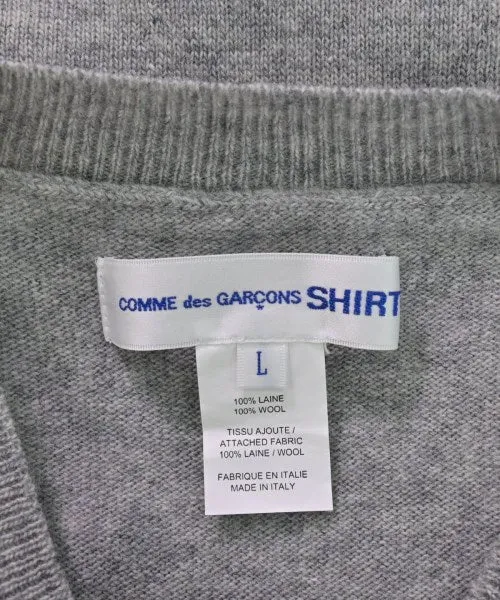 COMME des GARÇONS SHIRT
L
100% LAINE
100% WOOL
TISSU AJOUTE /
ATTACHED FABRIC
100% LAINE / WOOL
FABRIQUE EN ITALIE
MADE IN ITALY